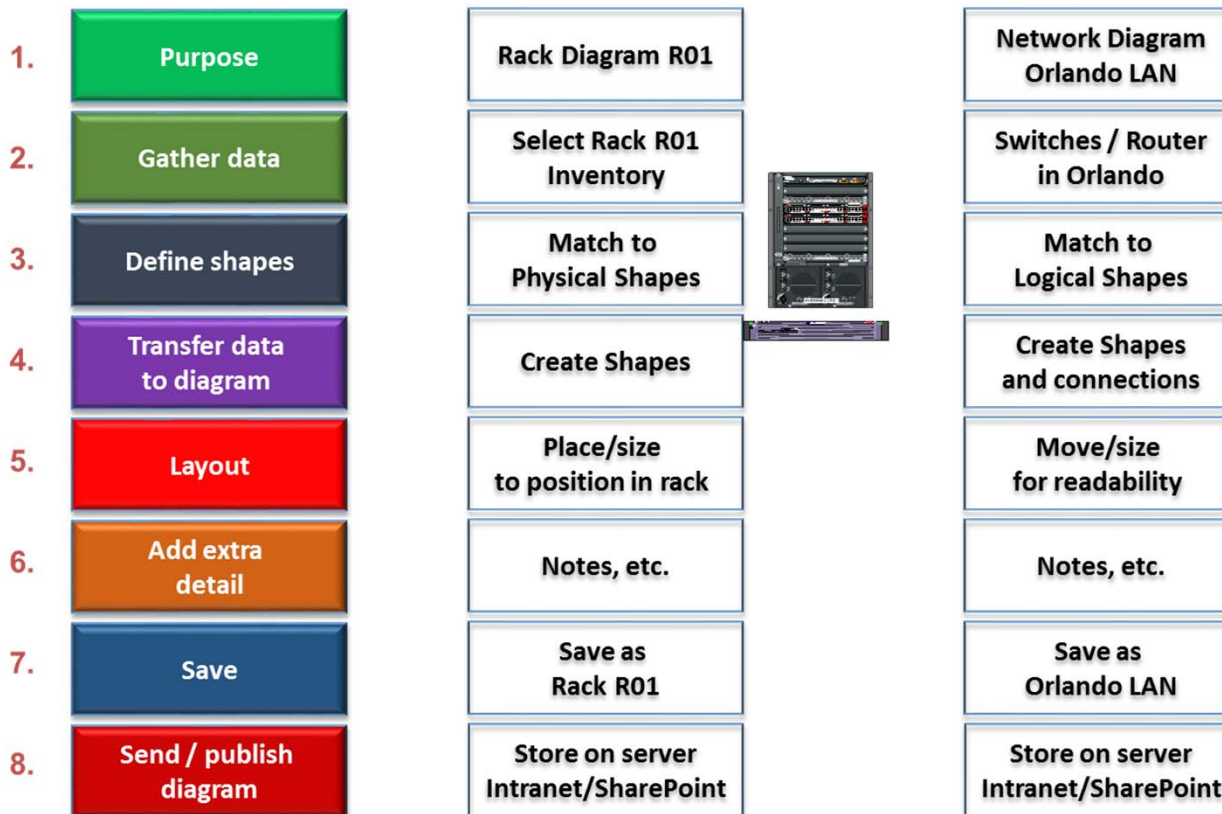 1.
Purpose
Rack Diagram R01
Network Diagram
Orlando LAN
2.
Gather data
Select Rack R01
Inventory
Switches / Router
in Orlando
3.
Define shapes
Match to
Physical Shapes
Match to
Logical Shapes
4.
Transfer data
to diagram
Create Shapes
Create Shapes
and connections
5.
Layout
Place/size
to position in rack
Move/size
for readability
6.
Add extra
detail
Notes, etc.
Notes, etc.
7.
Save
Save as
Rack R01
Save as
Orlando LAN
8.
Send / publish
diagram
Store on server
Intranet/SharePoint
Store on server
Intranet/SharePoint